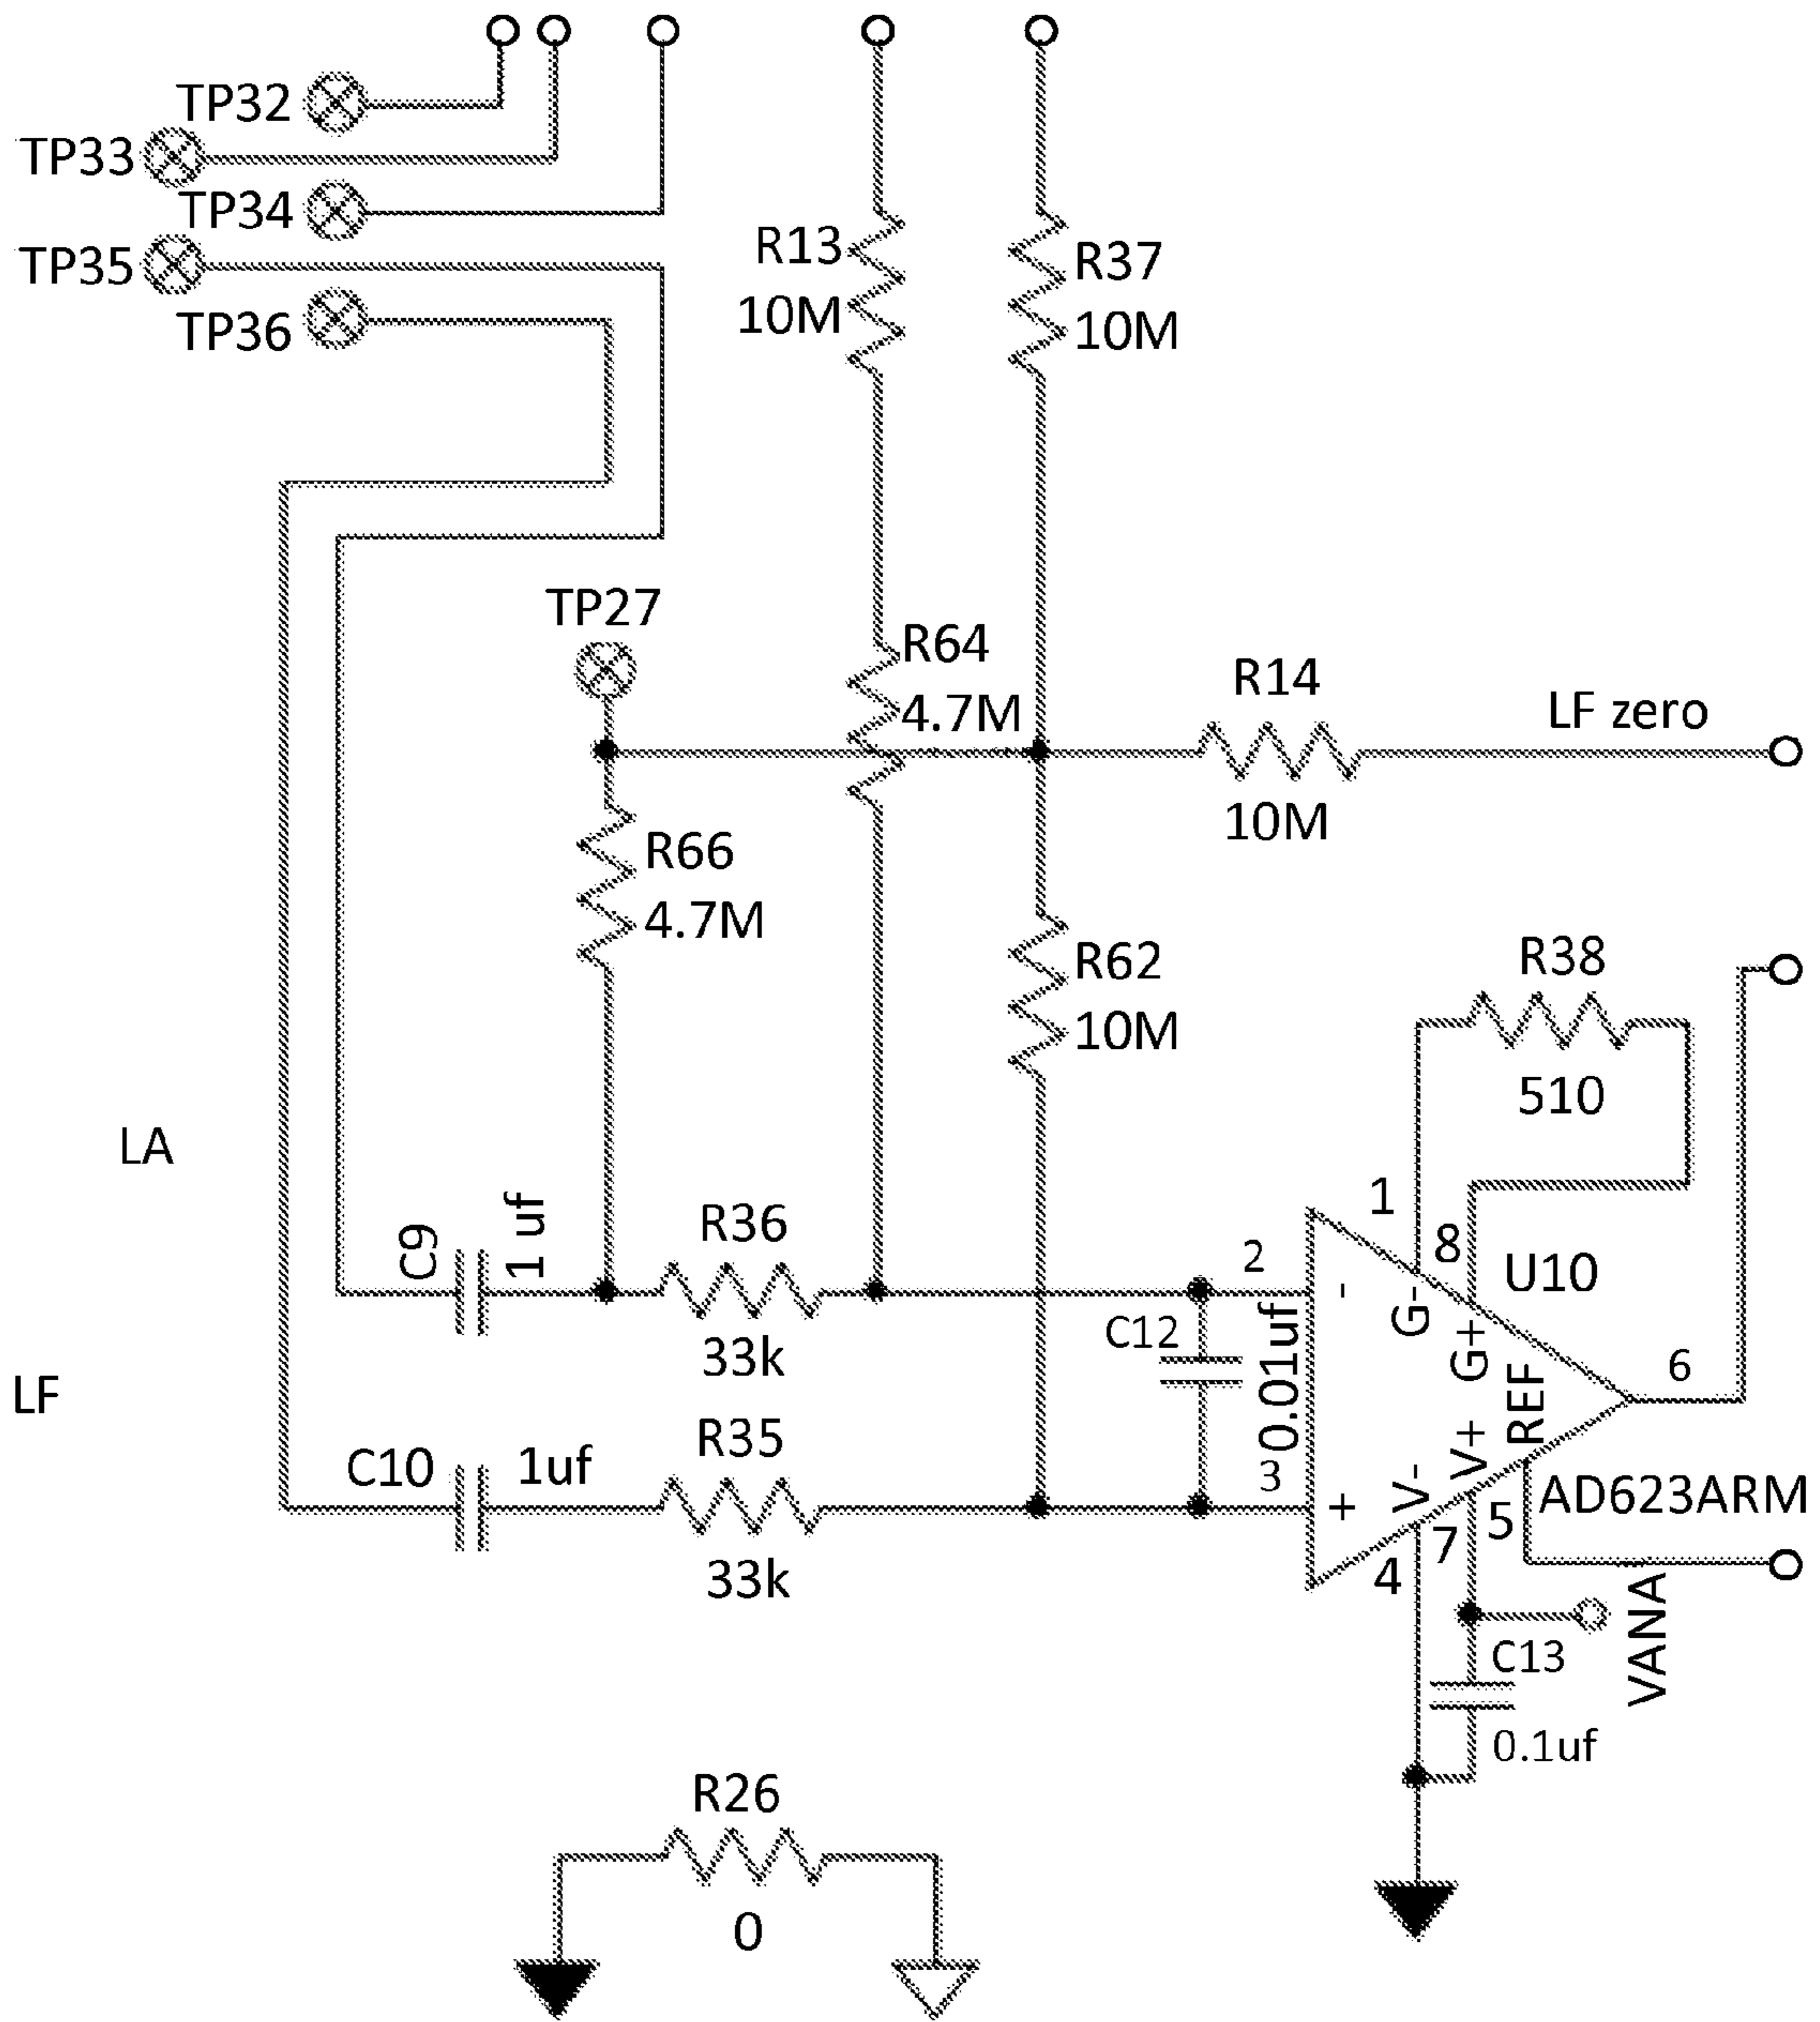 TP32
TP33
TP34
TP35
TP36
R13
10M
R37
10M
TP27
R64
4.7M
R14
10M
LF zero
R66
4.7M
R62
10M
R38
510
LA
C9
1 uf
R36
33k
2
1
8
U10
-
G-
G+
C12
0.01uf
6
LF
C10
1uf
R35
33k
3
+
V-
V+
REF
4
7
5
AD623ARM
VANA
C13
0.1uf
R26
0